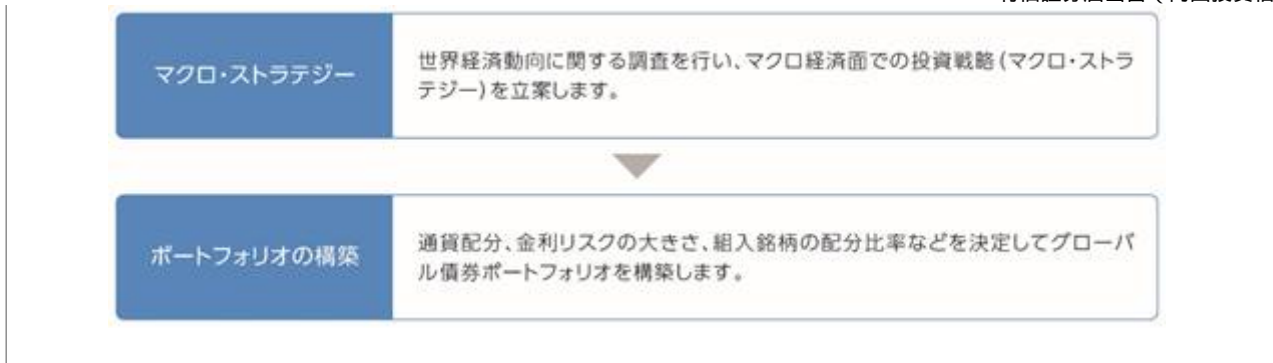 マクロ・ストラテジー
世界経済動向に関する調査を行い、マクロ経済面での投資戦略(マクロ・ストラ
テジー)を立案します。
ポートフォリオの構築
通貨配分、金利リスクの大きさ、組入銘柄の配分比率などを決定してグローバ
ル債券ポートフォリオを構築します。